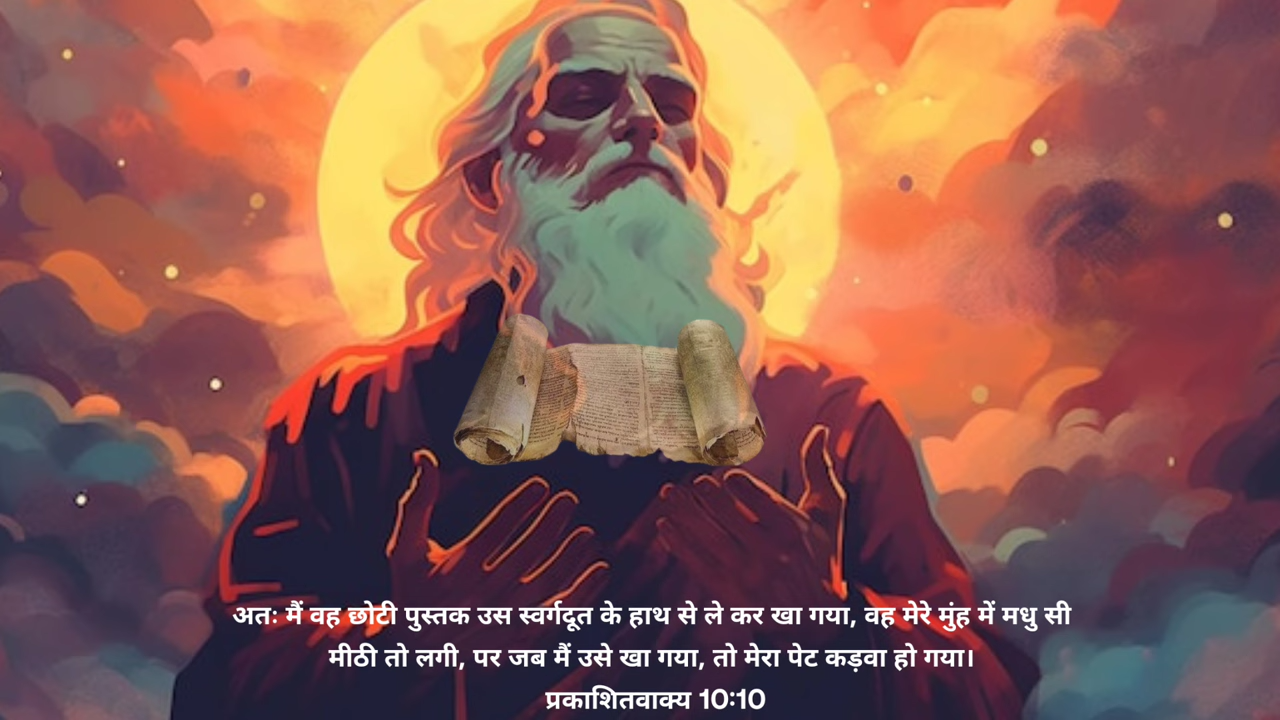 अतः मैं वह छोटी पुस्तक उस स्वर्गदूत के हाथ से ले कर खा गया, वह मेरे मुंह में मधु सी
मीठी तो लगी, पर जब मैं उसे खा गया, तो मेरा पेट कड़वा हो गया।
प्रकाशितवाक्य 10:10